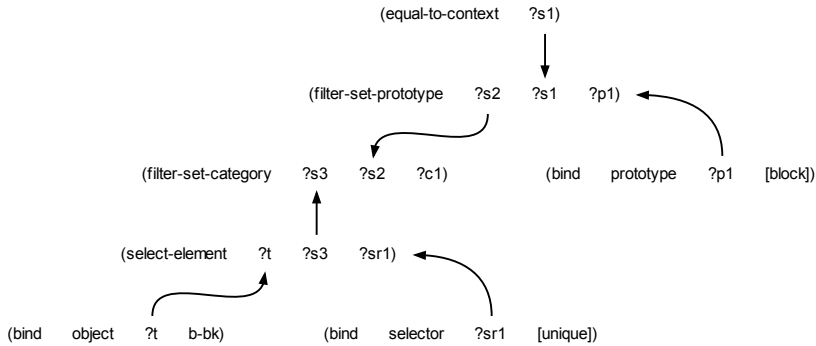 (equal-to-context ?s1)
(filter-set-prototype ?s2 ?s1 ?p1)
(filter-set-category ?s3 ?s2 ?c1) (bind prototype ?p1 [block])
(select-element ?t ?s3 ?sr1)
(bind object ?t b-bk) (bind selector ?sr1 [unique])